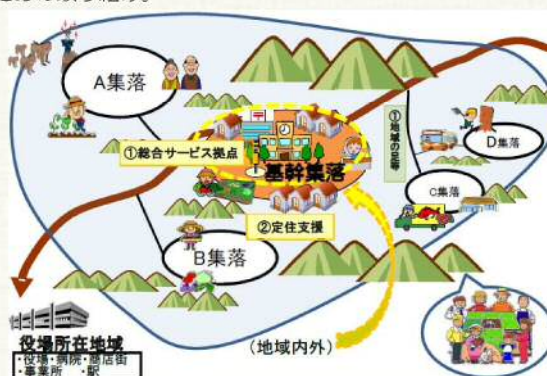 A集落
①総合サービス拠点
基幹集落
②定住支援
B集落
①地域の足等
D集落
C集落
役場所在地域
・役場・病院・商店街
・事業所 ・駅
(地域内外)